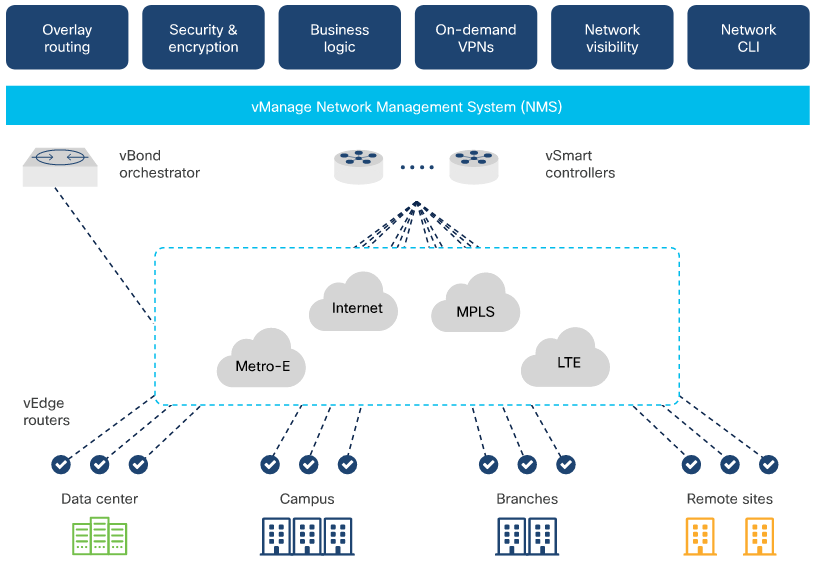 Overlay
routing
Security &
encryption
Business
logic
On-demand
VPNs
Network
visibility
Network
CLI
vManage Network Management System (NMS)
vBond
orchestrator
vSmart
controllers
Internet
MPLS
Metro-E
LTE
vEdge
routers
Data center
Campus
Branches
Remote sites